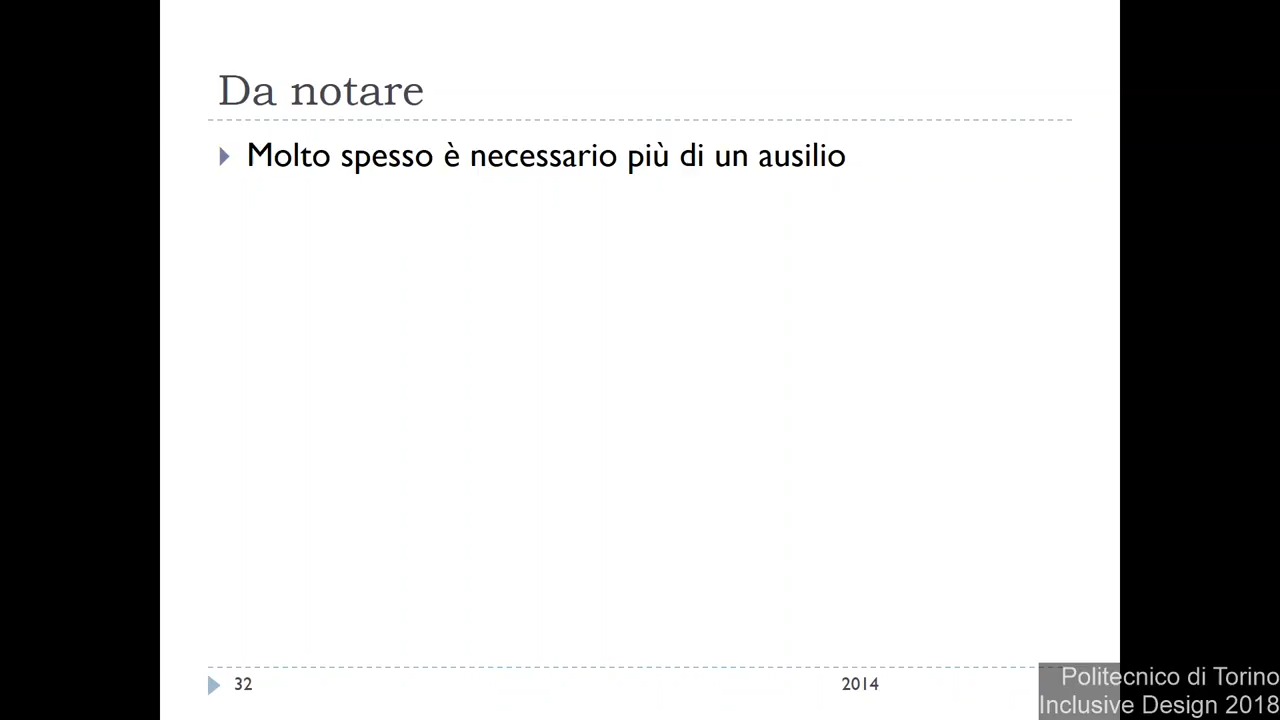 Da notare
Molto spesso è necessario più di un ausilio
32
2014
Politecnico di Torino
Inclusive Design 2018